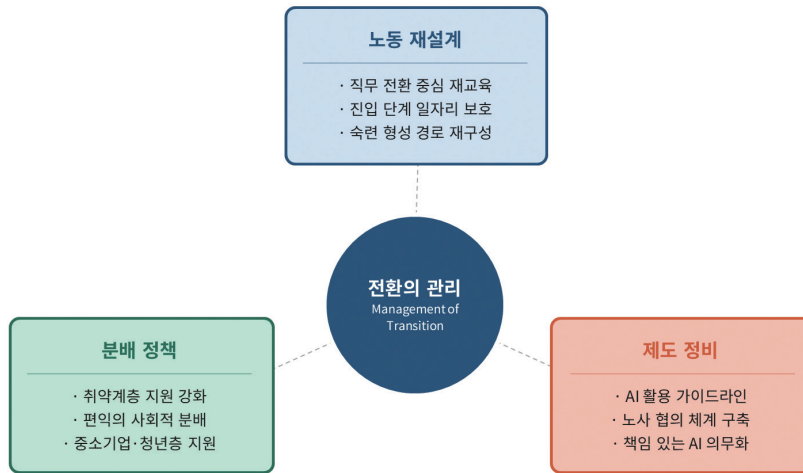 노동 재설계
· 직무 전환 중심 재교육
· 진입 단계 일자리 보호
· 숙련 형성 경로 재구성
전환의 관리
Management of
Transition
분배 정책
· 취약계층 지원 강화
· 편익의 사회적 분배
· 중소기업·청년층 지원
제도 정비
· AI 활용 가이드라인
· 노사 협의 체계 구축
· 책임 있는 AI 의무화